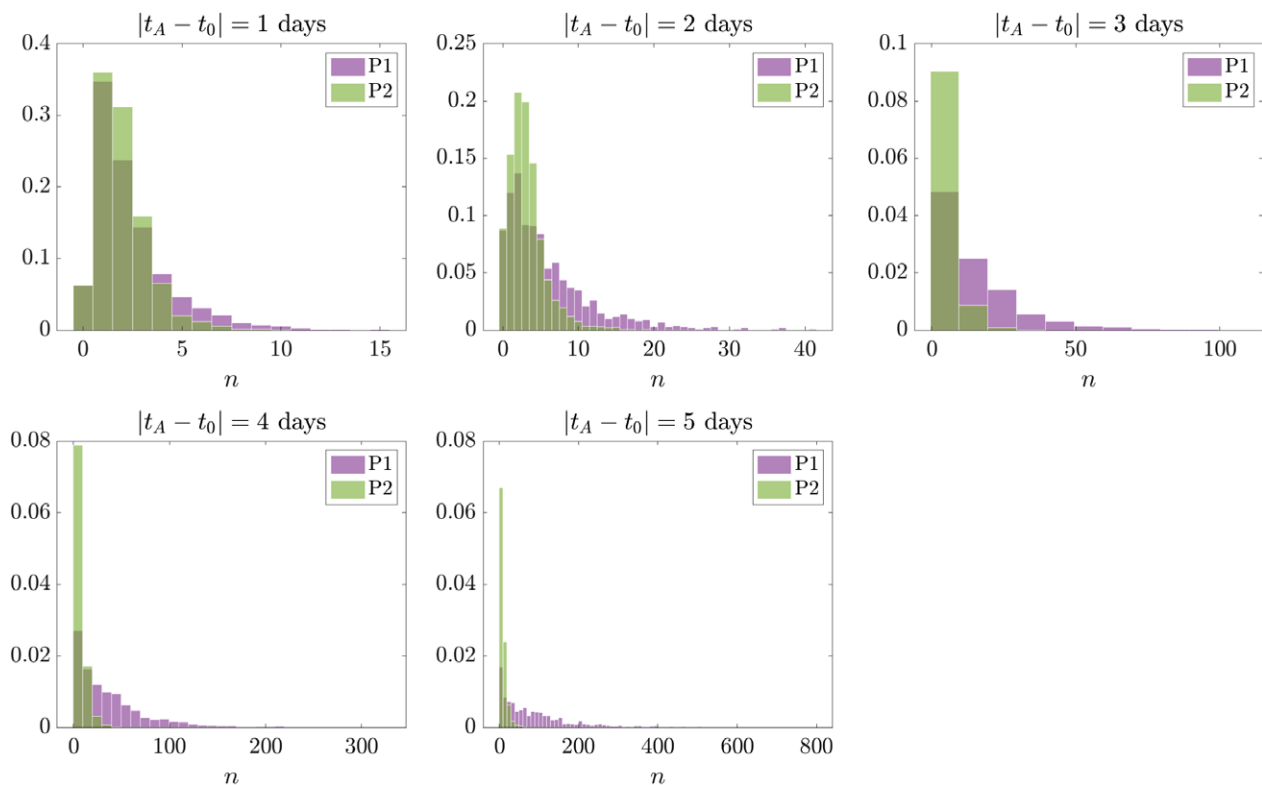 |t_A − t_0| = 1 days
0.4
0.3
0.2
0.1
0
0 5 10 15
n
P1
P2
|t_A − t_0| = 2 days
0.25
0.2
0.15
0.1
0.05
0
0 10 20 30 40
n
P1
P2
|t_A − t_0| = 3 days
0.1
0.08
0.06
0.04
0.02
0
0 50 100
n
P1
P2
|t_A − t_0| = 4 days
0.08
0.06
0.04
0.02
0
0 100 200 300
n
P1
P2
|t_A − t_0| = 5 days
0.08
0.06
0.04
0.02
0
0 200 400 600 800
n
P1
P2